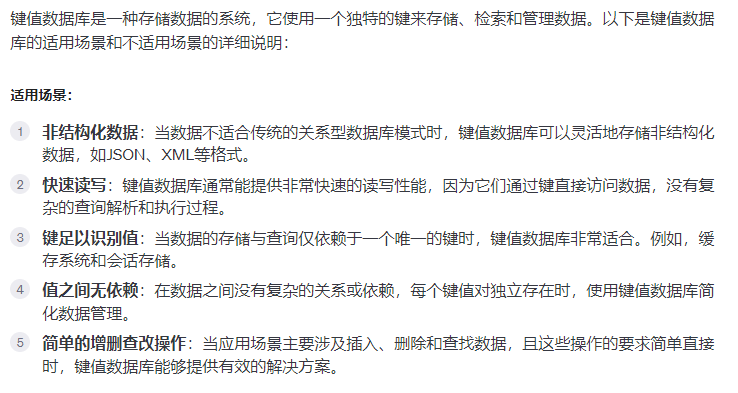 键值数据库是一种存储数据的系统，它使用一个独特的键来存储、检索和管理数据。以下是键值数据
库的适用场景和不适用场景的详细说明：
适用场景：
1 非结构化数据：当数据不适合传统的关系型数据库模式时，键值数据库可以灵活地存储非结构化
数据，如JSON、XML等格式。
2 快速读写：键值数据库通常能提供非常快速的读写性能，因为它们通过键直接访问数据，没有复
杂的查询解析和执行过程。
3 键足以识别值：当数据的存储与查询仅依赖于一个唯一的键时，键值数据库非常适合。例如，缓
存系统和会话存储。
4 值之间无依赖：在数据之间没有复杂的关系或依赖，每个键值对独立存在时，使用键值数据库简
化数据管理。
5 简单的增删查改操作：当应用场景主要涉及插入、删除和查找数据，且这些操作的要求简单直接
时，键值数据库能够提供有效的解决方案。